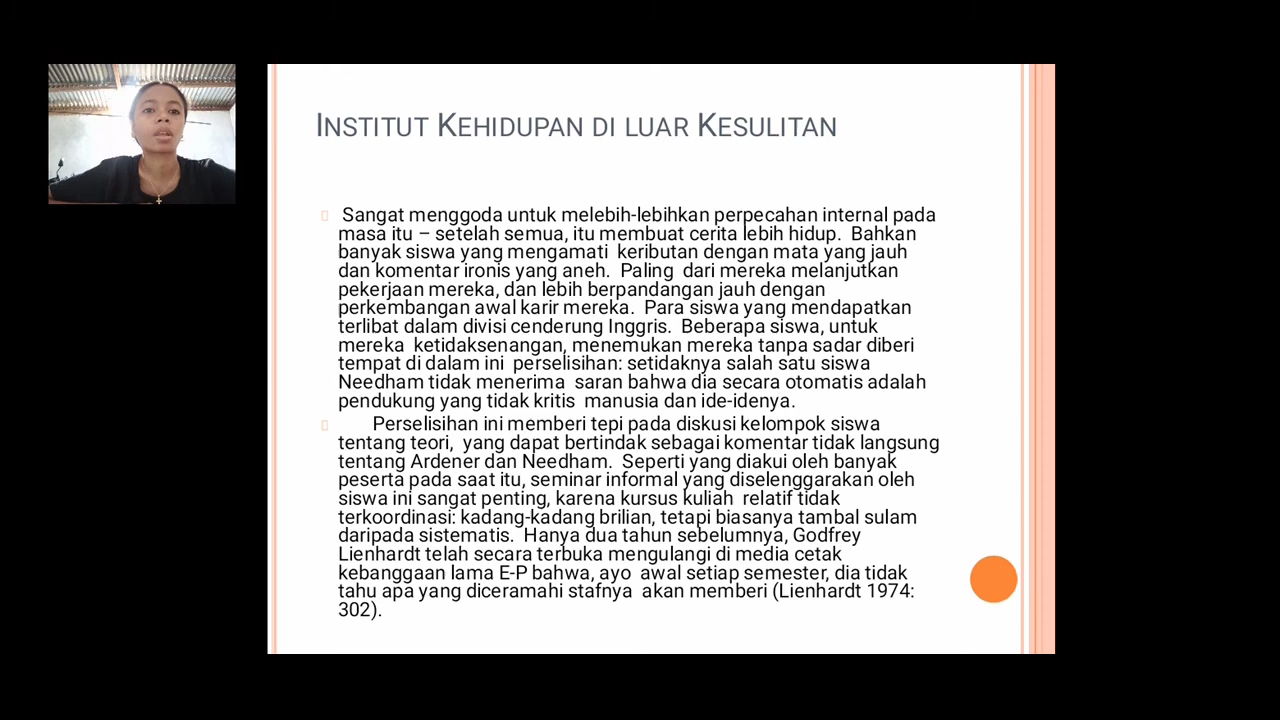 INSTITUT KEHIDUPAN DI LUAR KESULITAN
Sangat menggoda untuk melebih-lebihkan perpecahan internal pada
masa itu – setelah semua, itu membuat cerita lebih hidup. Bahkan
banyak siswa yang mengamati keributan dengan mata yang jauh
dan komentar ironis yang aneh. Paling dari mereka melanjutkan
pekerjaan mereka, dan lebih berpandangan jauh dengan
perkembangan awal karir mereka. Para siswa yang mendapatkan
terlibat dalam divisi cenderung Inggris. Beberapa siswa, untuk
mereka ketidaksenangan, menemukan mereka tanpa sadar diberi
tempat di dalam ini perselisihan: setidaknya salah satu siswa
Needham tidak menerima saran bahwa dia secara otomatis adalah
pendukung yang tidak kritis manusia dan ide-idenya.
Perselisihan ini memberi tepi pada diskusi kelompok siswa
tentang teori, yang dapat bertindak sebagai komentar tidak langsung
tentang Ardener dan Needham. Seperti yang diakui oleh banyak
peserta pada saat itu, seminar informal yang diselenggarakan oleh
siswa ini sangat penting, karena kursus kuliah relatif tidak
terkoordinasi: kadang-kadang brilian, tetapi biasanya tambal sulam
daripada sistematis. Hanya dua tahun sebelumnya, Godfrey
Lienhardt telah secara terbuka mengulangi di media cetak
kebanggaan lama E-P bahwa, ayo awal setiap semester, dia tidak
tahu apa yang diceramahi stafnya akan memberi (Lienhardt 1974:
302).